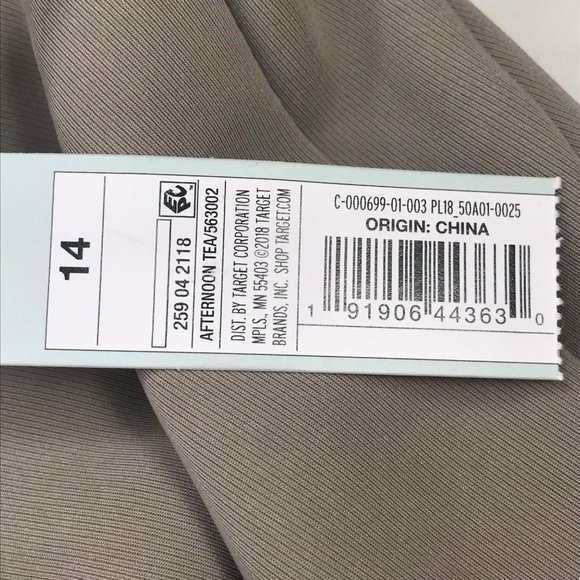 14
EPC
259 04 2118
AFTERNOON TEA/563002
DIST. BY TARGET CORPORATION
MPLS., MN 55403 ©2018 TARGET
BRANDS, INC. SHOP TARGET.COM
C-000699-01-003 PL18_50A01-0025
ORIGIN: CHINA
1 91906 44363 0